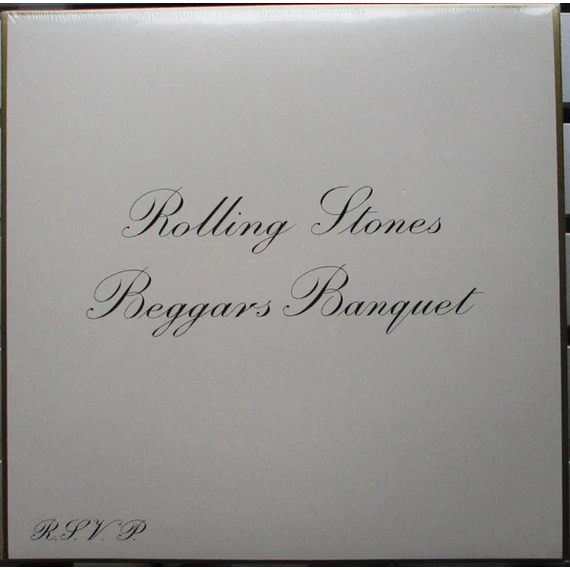 Rolling Stones
Beggars Banquet
R.S.V.P.